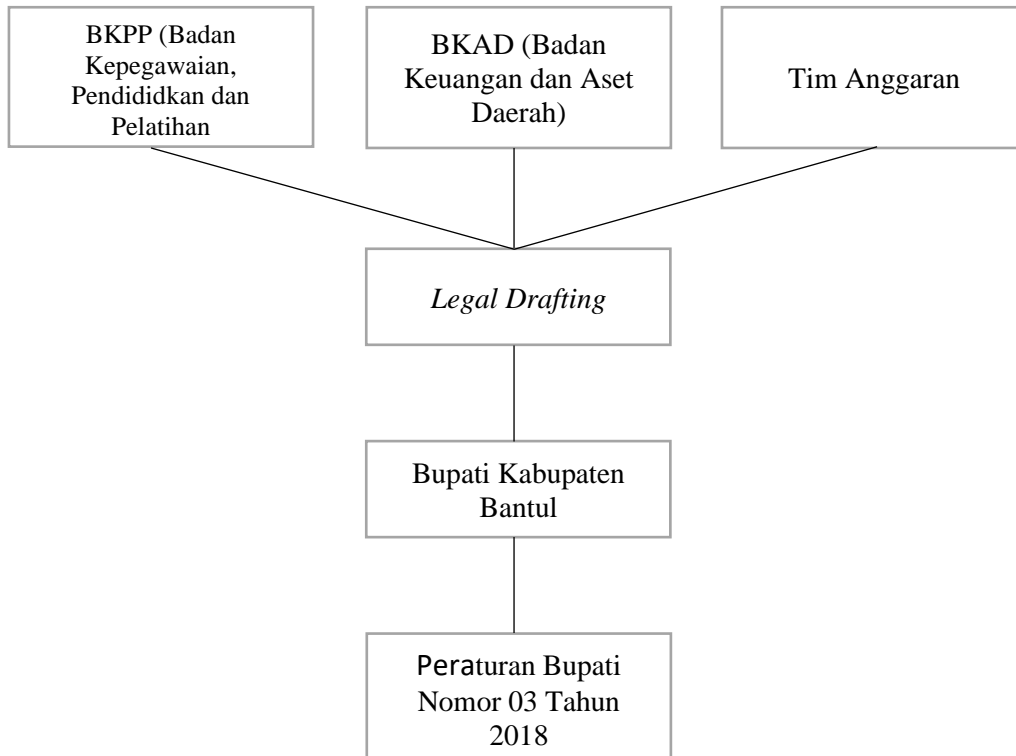 BKPP (Badan
Kepegawaian,
Pendididkan dan
Pelatihan
BKAD (Badan
Keuangan dan Aset
Daerah)
Tim Anggaran
Legal Drafting
Bupati Kabupaten
Bantul
Peraturan Bupati
Nomor 03 Tahun
2018